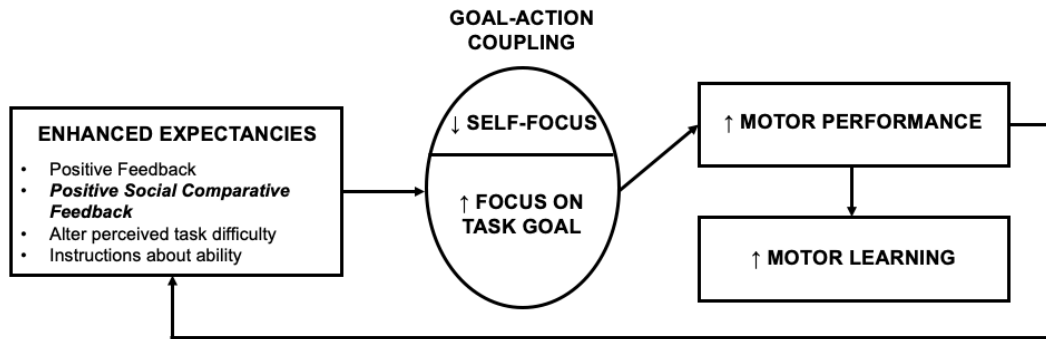 GOAL-ACTION
COUPLING
ENHANCED EXPECTANCIES
• Positive Feedback
• Positive Social Comparative
Feedback
• Alter perceived task difficulty
• Instructions about ability
↓ SELF-FOCUS
↑ FOCUS ON
TASK GOAL
↑ MOTOR PERFORMANCE
↑ MOTOR LEARNING